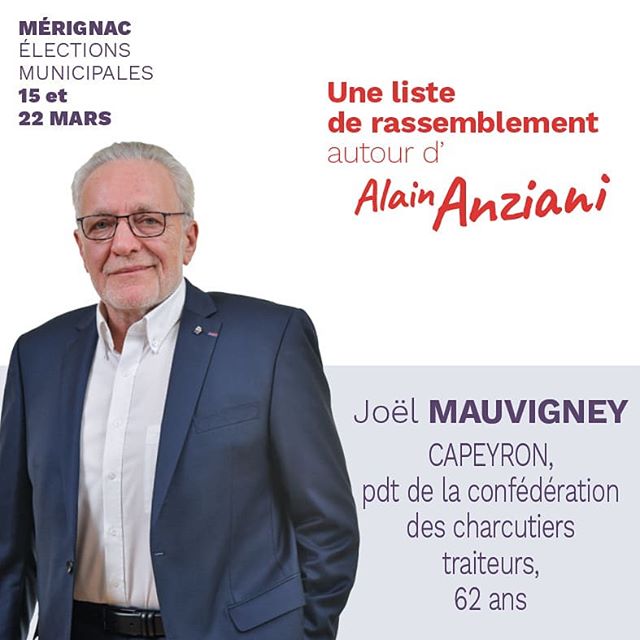 MÉRIGNAC
ÉLECTIONS
MUNICIPALES
15 et
22 MARS
Une liste
de rassemblement
autour d'
Alain Anziani
Joël MAUVIGNEY
CAPEYRON,
pdt de la confédération
des charcutiers
traiteurs,
62 ans